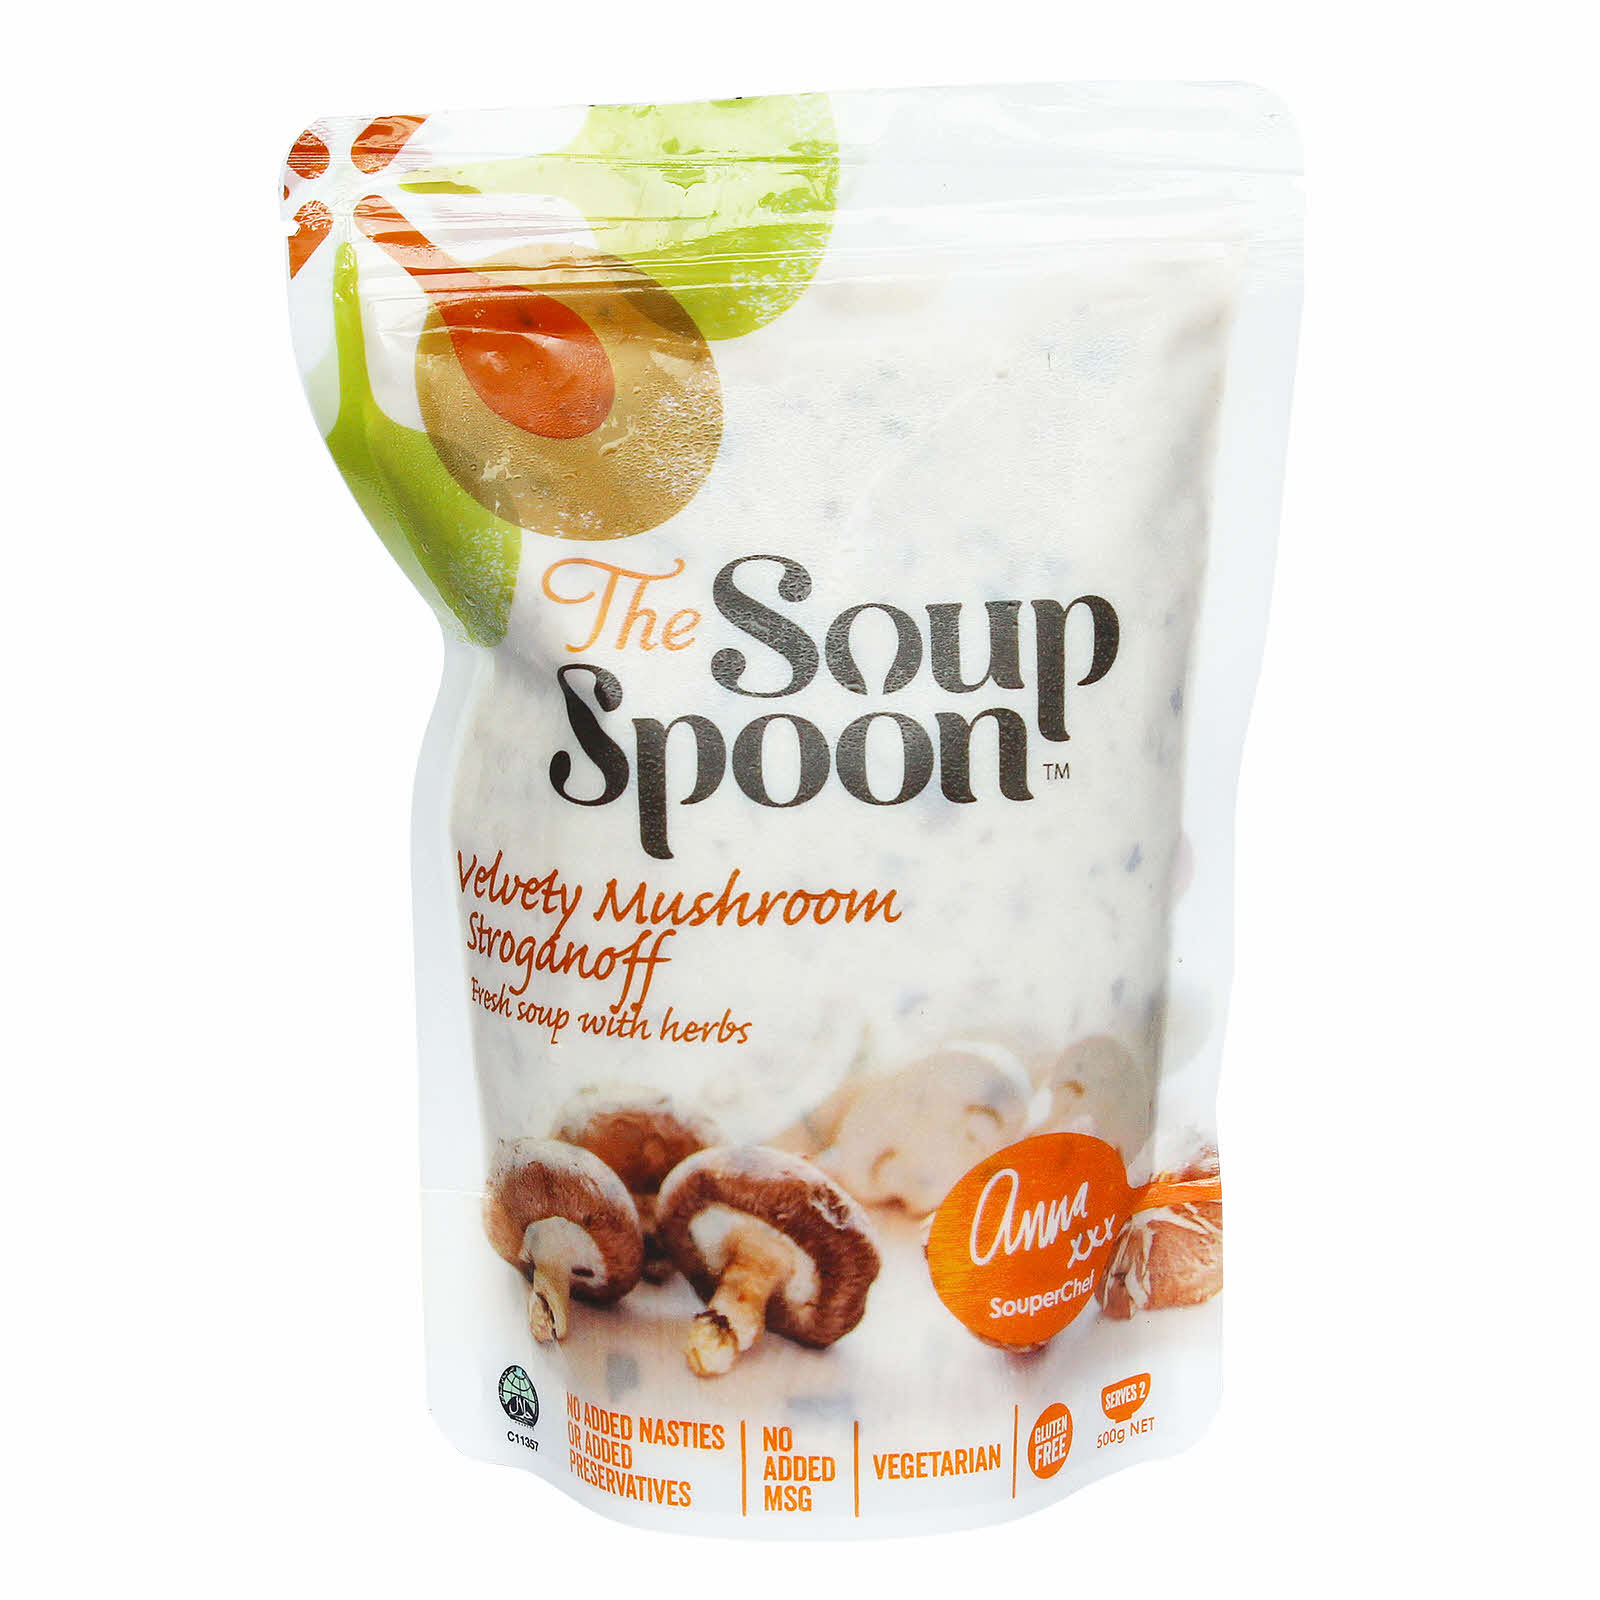 The Soup
Spoon™
Velvety Mushroom
Stroganoff
Fresh soup with herbs
Anna
xxx
SouperChef
C11357
NO ADDED NASTIES
OR ADDED
PRESERVATIVES
NO
ADDED
MSG
VEGETARIAN
GLUTEN
FREE
SERVES 2
500g NET